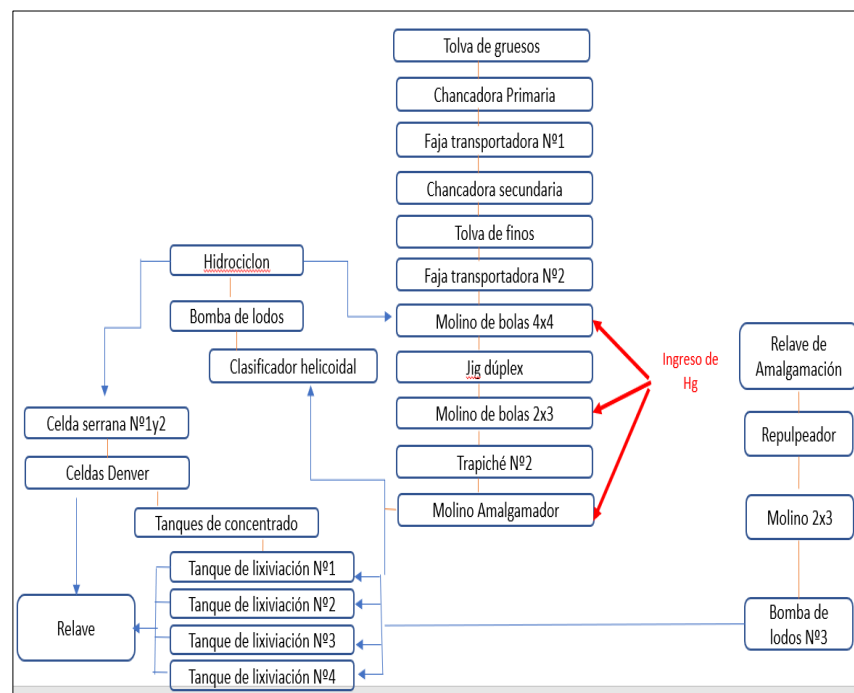 Tolva de gruesos
Chancadora Primaria
Faja transportadora Nº1
Chancadora secundaria
Tolva de finos
Hidrociclon
Faja transportadora Nº2
Bomba de lodos
Molino de bolas 4x4
Clasificador helicoidal
Jig dúplex
Ingreso de
Hg
Relave de
Amalgamación
Celda serrana Nº1y2
Molino de bolas 2x3
Repulpeador
Celdas Denver
Trapiché Nº2
Tanques de concentrado
Molino Amalgamador
Molino 2x3
Tanque de lixiviación Nº1
Tanque de lixiviación Nº2
Relave
Tanque de lixiviación Nº3
Tanque de lixiviación Nº4
Bomba de
lodos Nº3